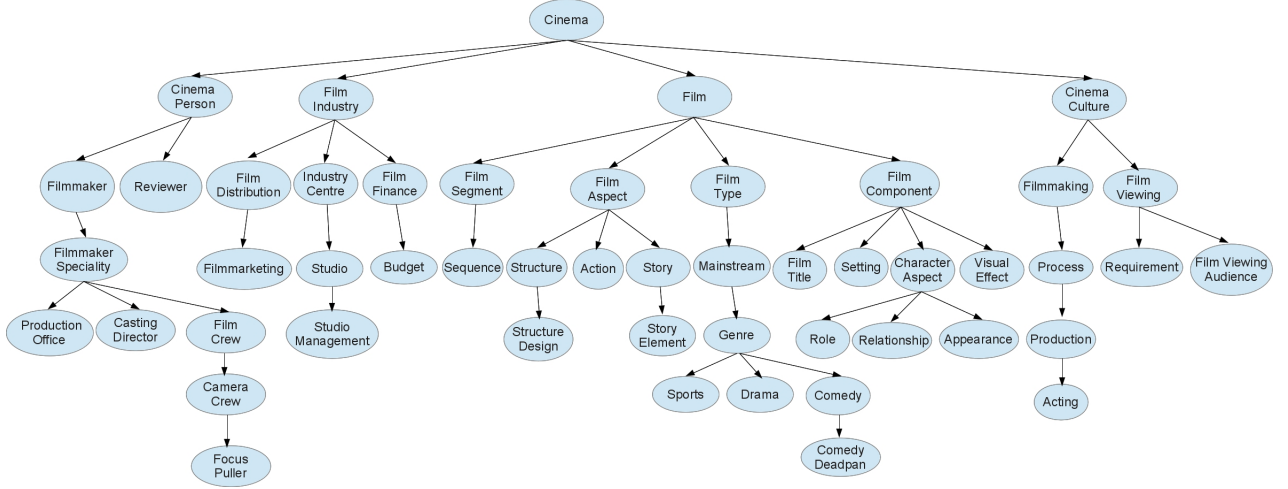 Cinema
Cinema
Person
Film
Industry
Film
Cinema
Culture
Filmmaker
Reviewer
Film
Distribution
Industry
Centre
Film
Finance
Film
Segment
Film
Aspect
Film
Type
Film
Component
Filmmaking
Film
Viewing
Filmmaker
Speciality
Filmmarketing
Studio
Budget
Sequence
Structure
Action
Story
Mainstream
Film
Title
Setting
Character
Aspect
Visual
Effect
Process
Requirement
Film Viewing
Audience
Production
Office
Casting
Director
Film
Crew
Studio
Management
Structure
Design
Story
Element
Genre
Role
Relationship
Appearance
Production
Camera
Crew
Sports
Drama
Comedy
Acting
Focus
Puller
Comedy
Deadpan